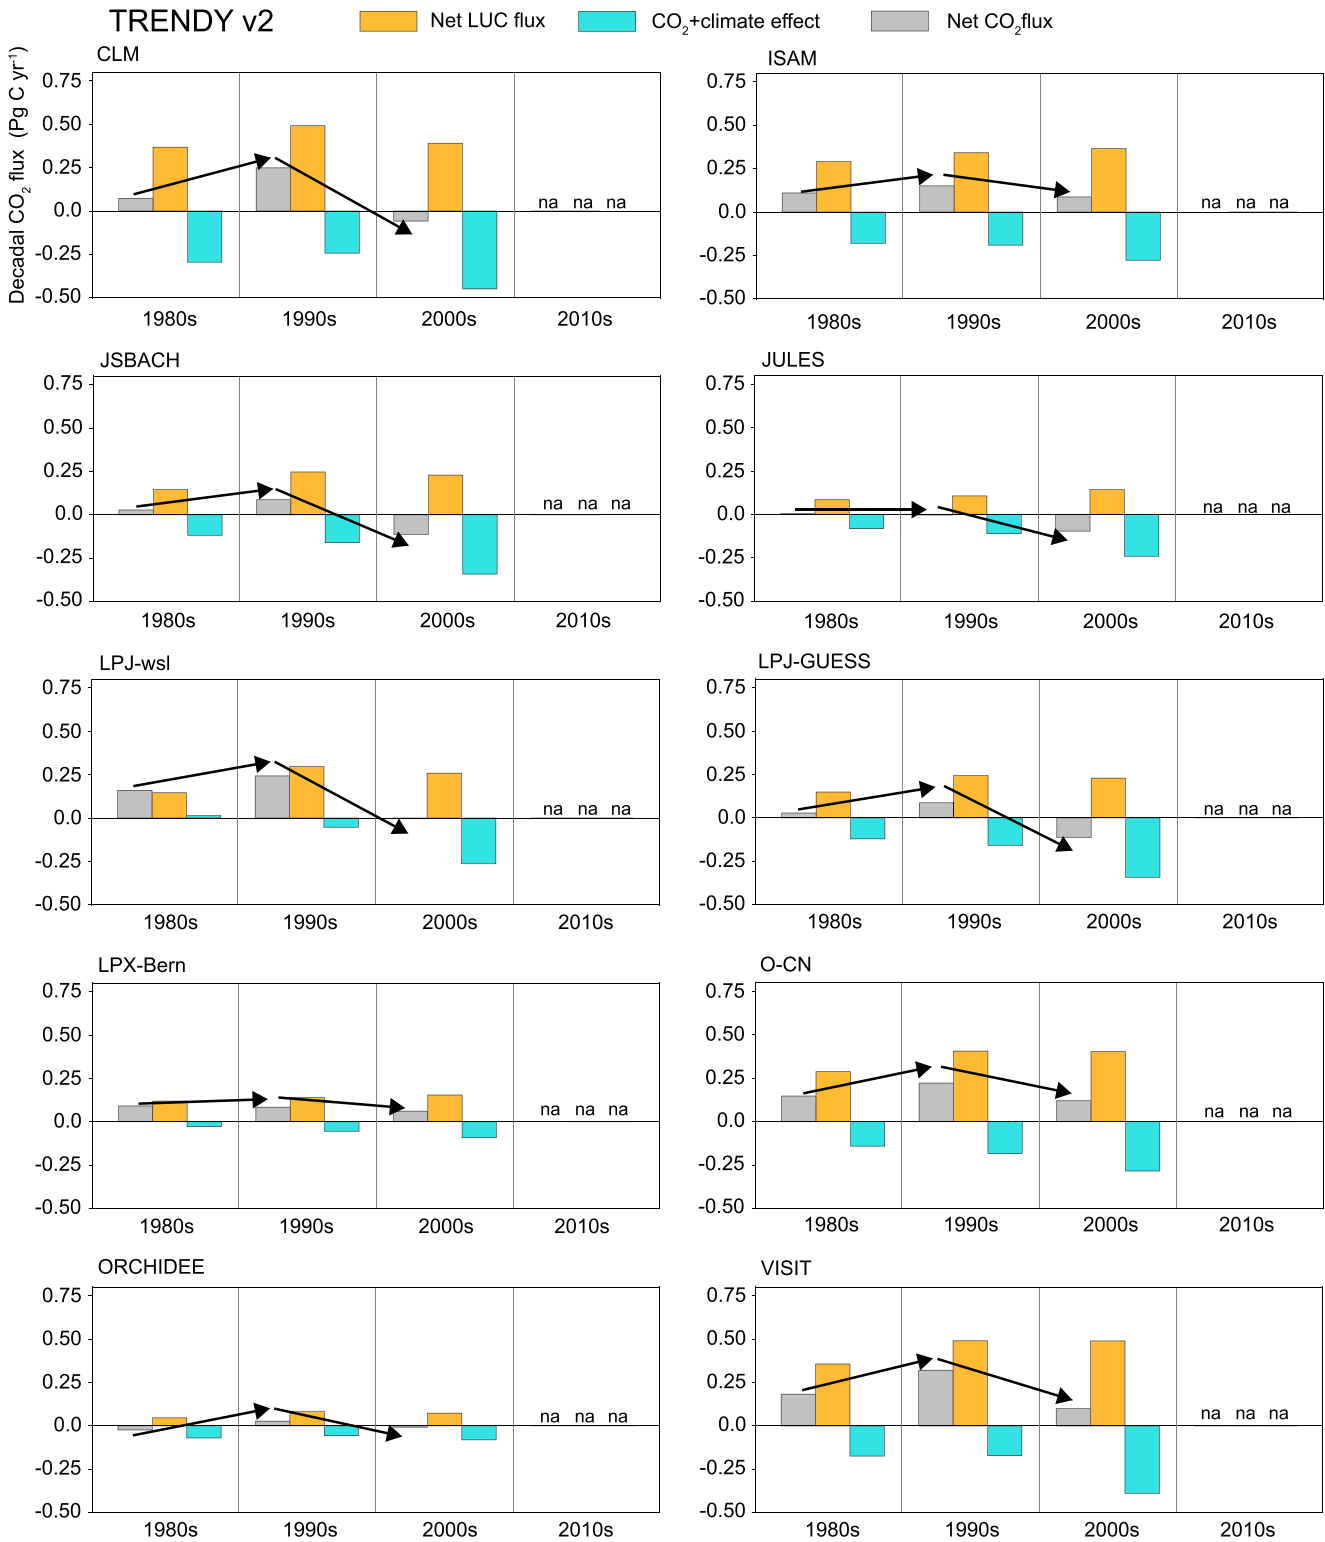 TRENDY v2
Net LUC flux
CO₂+climate effect
Net CO₂flux
Decadal CO₂ flux (Pg C yr⁻¹)
CLM
0.75
0.50
0.25
0.0
-0.25
-0.50
na na na
1980s 1990s 2000s 2010s
ISAM
0.75
0.50
0.25
0.0
-0.25
-0.50
na na na
1980s 1990s 2000s 2010s
JSBACH
0.75
0.50
0.25
0.0
-0.25
-0.50
na na na
1980s 1990s 2000s 2010s
JULES
0.75
0.50
0.25
0.0
-0.25
-0.50
na na na
1980s 1990s 2000s 2010s
LPJ-wsl
0.75
0.50
0.25
0.0
-0.25
-0.50
na na na
1980s 1990s 2000s 2010s
LPJ-GUESS
0.75
0.50
0.25
0.0
-0.25
-0.50
na na na
1980s 1990s 2000s 2010s
LPX-Bern
0.75
0.50
0.25
0.0
-0.25
-0.50
na na na
1980s 1990s 2000s 2010s
O-CN
0.75
0.50
0.25
0.0
-0.25
-0.50
na na na
1980s 1990s 2000s 2010s
ORCHIDEE
0.75
0.50
0.25
0.0
-0.25
-0.50
na na na
1980s 1990s 2000s 2010s
VISIT
0.75
0.50
0.25
0.0
-0.25
-0.50
na na na
1980s 1990s 2000s 2010s